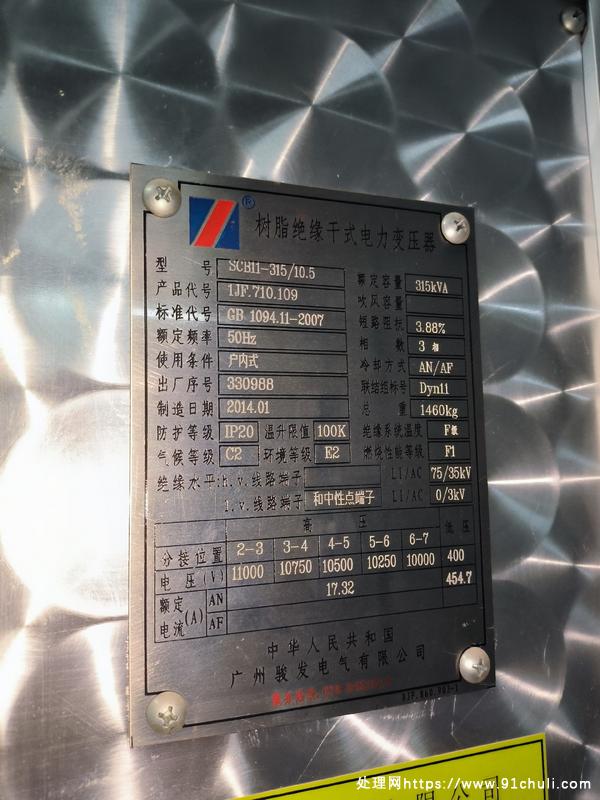 ® 树脂绝缘干式电力变压器
型号 SCB11-315/10.5 额定容量 315kVA
产品代号 1JF.710.109 吹风容量
标准代号 GB 1094.11-2007 短路阻抗 3.88%
额定频率 50Hz 相数 3 相
使用条件 户内式 冷却方式 AN/AF
出厂序号 330988 联结组标号 Dyn11
制造日期 2014.01 总重 1460kg
防护等级 IP20 温升限值 100K 绝缘系统温度 F级
气候等级 C2 环境等级 E2 燃烧性能等级 F1
绝缘水平:h.v.线路端子 LI/AC 75/35kV
l.v.线路端子 和中性点端子 LI/AC 0/3kV
高压 低压
分接位置 2-3 3-4 4-5 5-6 6-7
电压(V) 11000 10750 10500 10250 10000 400
额定电流(A) AN 17.32 454.7
AF
中华人民共和国
广州骏发电气有限公司
限公司
处理网https://www.91chuli.com/